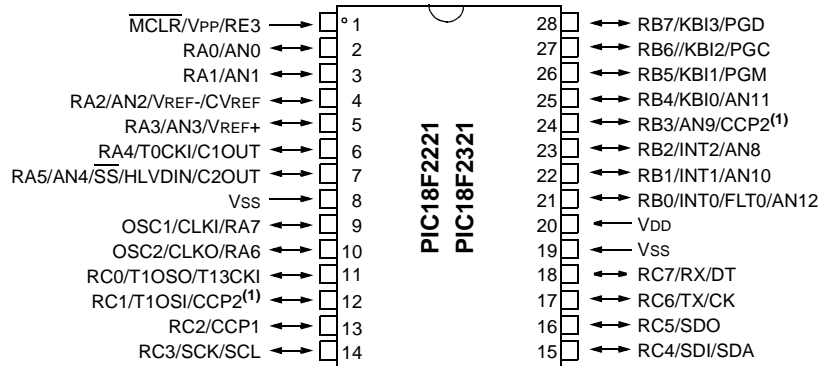 MCLR/VPP/RE3 1
RA0/AN0 2
RA1/AN1 3
RA2/AN2/VREF-/CVREF 4
RA3/AN3/VREF+ 5
RA4/T0CKI/C1OUT 6
RA5/AN4/SS/HLVDIN/C2OUT 7
VSS 8
OSC1/CLKI/RA7 9
OSC2/CLKO/RA6 10
RC0/T1OSO/T13CKI 11
RC1/T1OSI/CCP2(1) 12
RC2/CCP1 13
RC3/SCK/SCL 14
PIC18F2221
PIC18F2321
28 RB7/KBI3/PGD
27 RB6//KBI2/PGC
26 RB5/KBI1/PGM
25 RB4/KBI0/AN11
24 RB3/AN9/CCP2(1)
23 RB2/INT2/AN8
22 RB1/INT1/AN10
21 RB0/INT0/FLT0/AN12
20 VDD
19 VSS
18 RC7/RX/DT
17 RC6/TX/CK
16 RC5/SDO
15 RC4/SDI/SDA